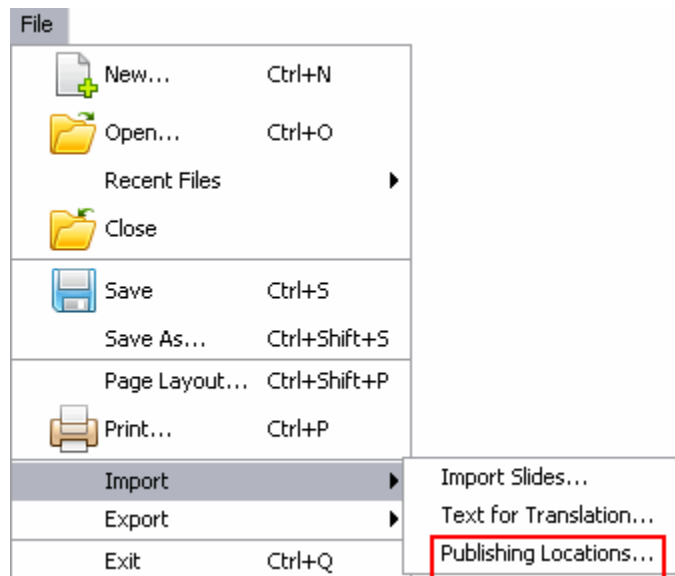 File
New... Ctrl+N
Open... Ctrl+O
Recent Files
Close
Save Ctrl+S
Save As... Ctrl+Shift+S
Page Layout... Ctrl+Shift+P
Print... Ctrl+P
Import
Export
Exit Ctrl+Q
Import Slides...
Text for Translation...
Publishing Locations...